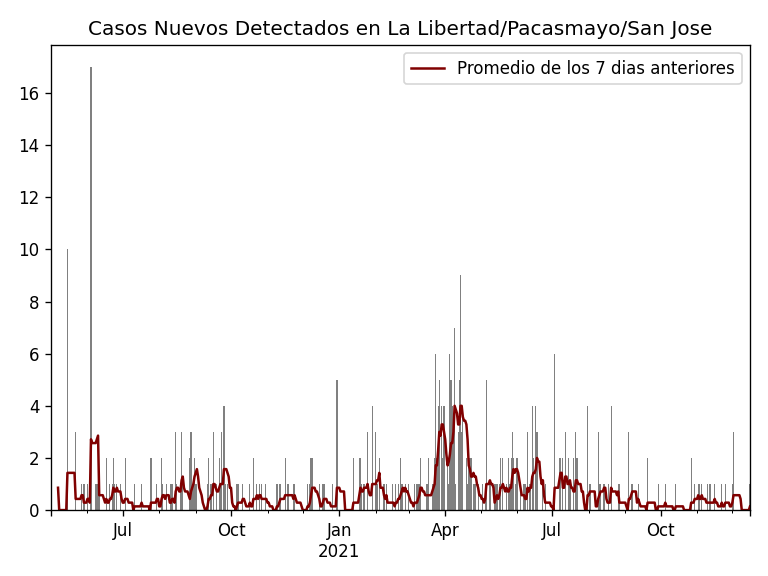 Casos Nuevos Detectados en La Libertad/Pacasmayo/San Jose
Promedio de los 7 dias anteriores
16
14
12
10
8
6
4
2
0
Jul
Oct
Jan
2021
Apr
Jul
Oct